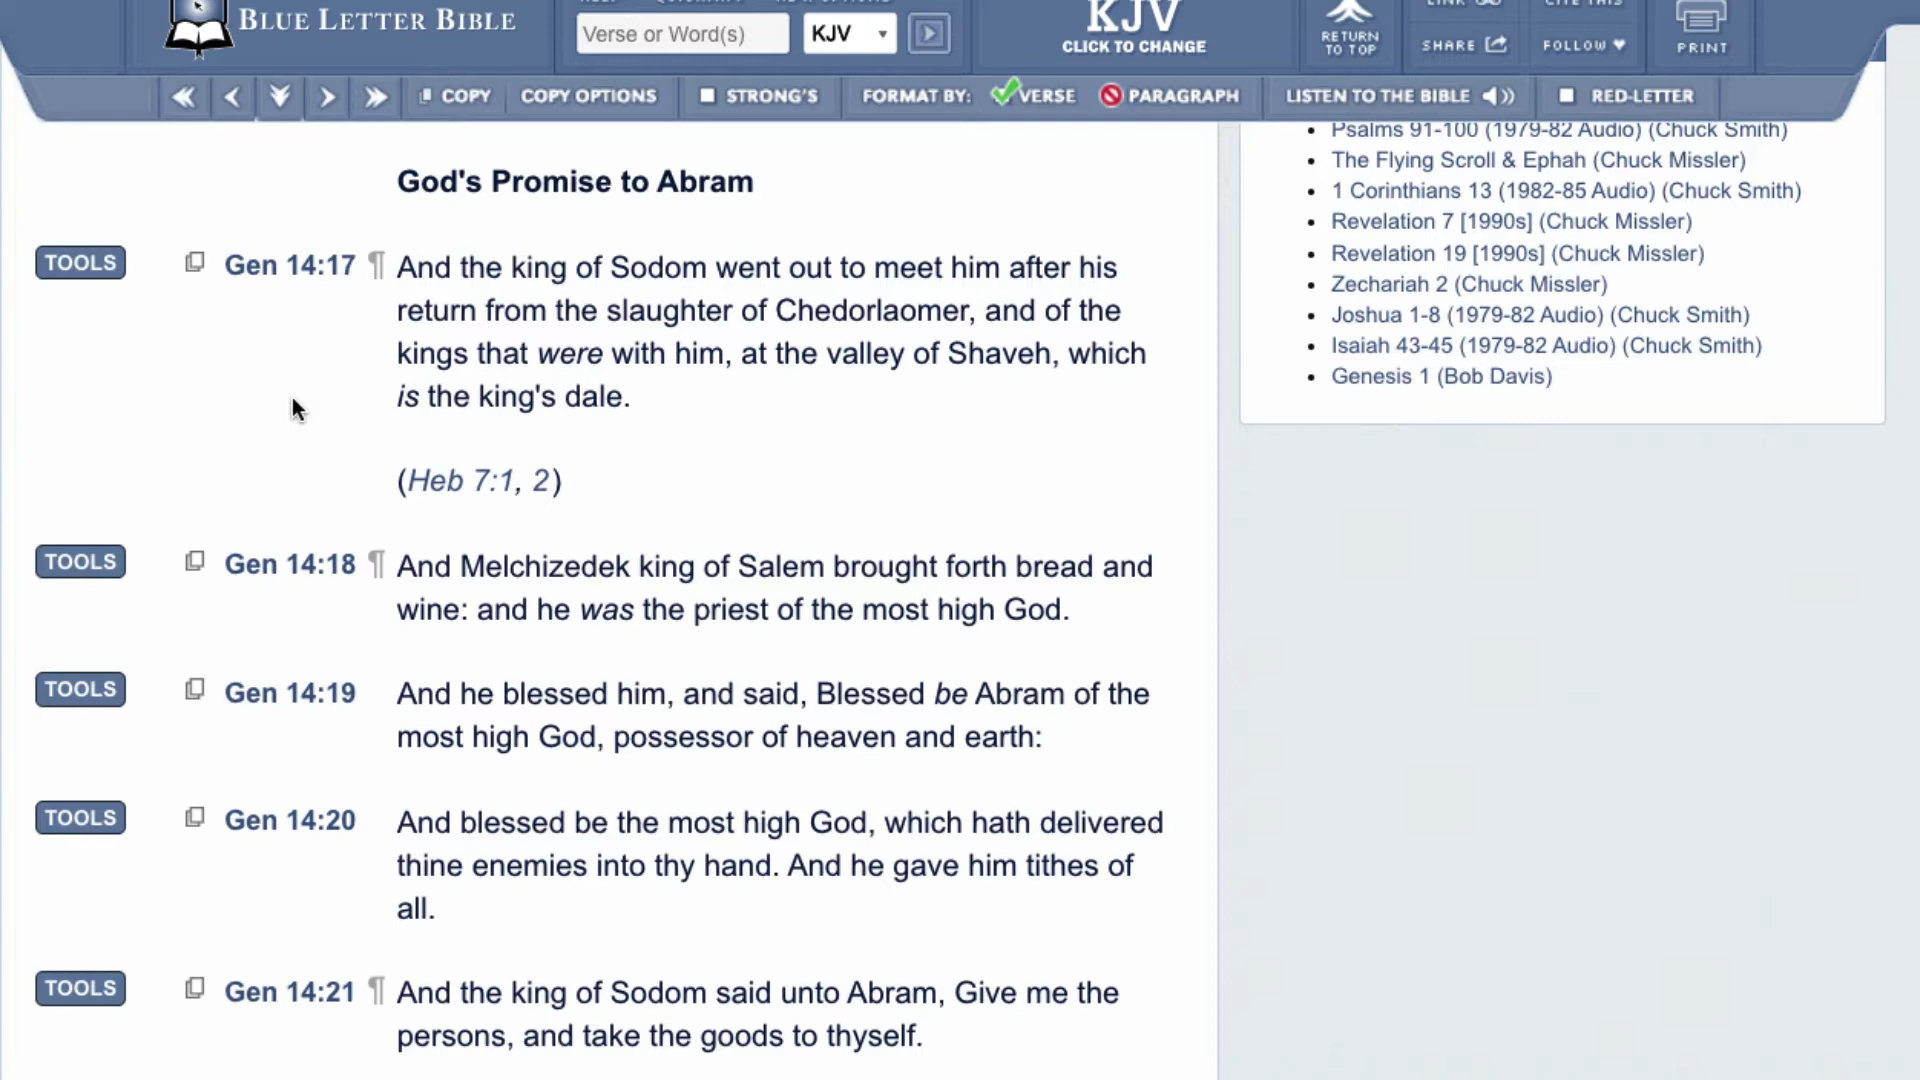 BLUE LETTER BIBLE
Verse or Word(s)
KJV
KJV
CLICK TO CHANGE
RETURN
TO TOP
SHARE
CITE THIS
FOLLOW
PRINT
COPY
COPY OPTIONS
STRONG'S
FORMAT BY:
VERSE
PARAGRAPH
LISTEN TO THE BIBLE
RED-LETTER
God's Promise to Abram
TOOLS
Gen 14:17 ¶ And the king of Sodom went out to meet him after his
return from the slaughter of Chedorlaomer, and of the
kings that were with him, at the valley of Shaveh, which
is the king's dale.
(Heb 7:1, 2)
TOOLS
Gen 14:18 ¶ And Melchizedek king of Salem brought forth bread and
wine: and he was the priest of the most high God.
TOOLS
Gen 14:19 And he blessed him, and said, Blessed be Abram of the
most high God, possessor of heaven and earth:
TOOLS
Gen 14:20 And blessed be the most high God, which hath delivered
thine enemies into thy hand. And he gave him tithes of
all.
TOOLS
Gen 14:21 ¶ And the king of Sodom said unto Abram, Give me the
persons, and take the goods to thyself.
Psalms 91-100 (1979-82 Audio) (Chuck Smith)
The Flying Scroll & Ephah (Chuck Missler)
1 Corinthians 13 (1982-85 Audio) (Chuck Smith)
Revelation 7 [1990s] (Chuck Missler)
Revelation 19 [1990s] (Chuck Missler)
Zechariah 2 (Chuck Missler)
Joshua 1-8 (1979-82 Audio) (Chuck Smith)
Isaiah 43-45 (1979-82 Audio) (Chuck Smith)
Genesis 1 (Bob Davis)